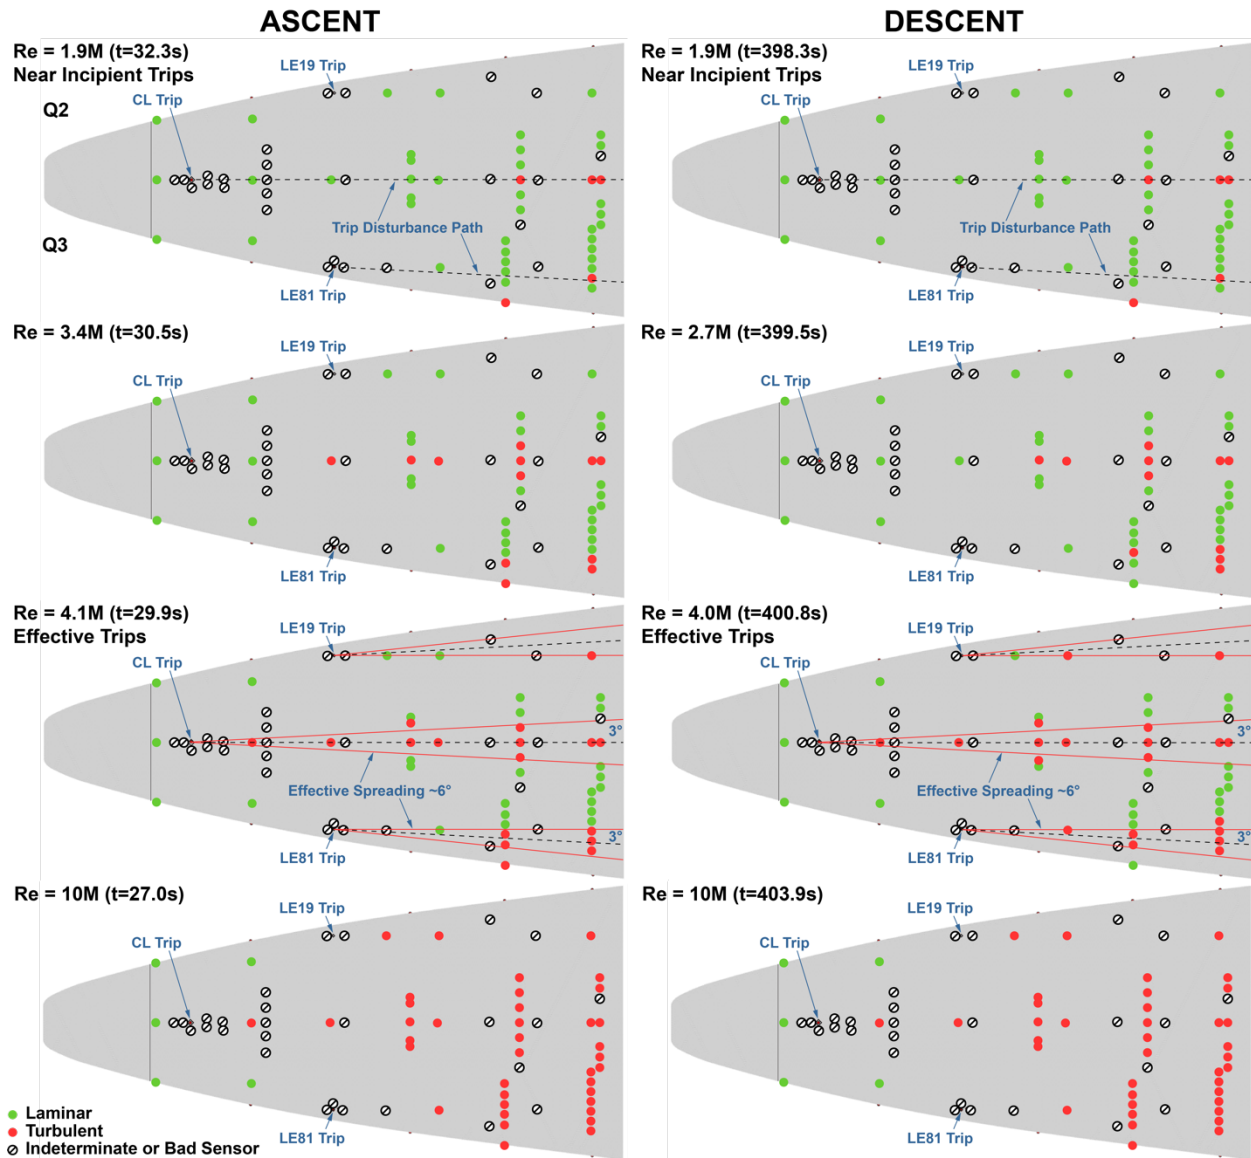 ASCENT
DESCENT
Re = 1.9M (t=32.3s)
Near Incipient Trips
LE19 Trip
CL Trip
Q2
Q3
Trip Disturbance Path
LE81 Trip
Re = 1.9M (t=398.3s)
Near Incipient Trips
LE19 Trip
CL Trip
Trip Disturbance Path
LE81 Trip
Re = 3.4M (t=30.5s)
LE19 Trip
CL Trip
LE81 Trip
Re = 2.7M (t=399.5s)
LE19 Trip
CL Trip
LE81 Trip
Re = 4.1M (t=29.9s)
Effective Trips
LE19 Trip
CL Trip
3°
Effective Spreading ~6°
3°
LE81 Trip
Re = 4.0M (t=400.8s)
Effective Trips
LE19 Trip
CL Trip
3°
Effective Spreading ~6°
3°
LE81 Trip
Re = 10M (t=27.0s)
LE19 Trip
CL Trip
LE81 Trip
Re = 10M (t=403.9s)
LE19 Trip
CL Trip
LE81 Trip
Laminar
Turbulent
Indeterminate or Bad Sensor